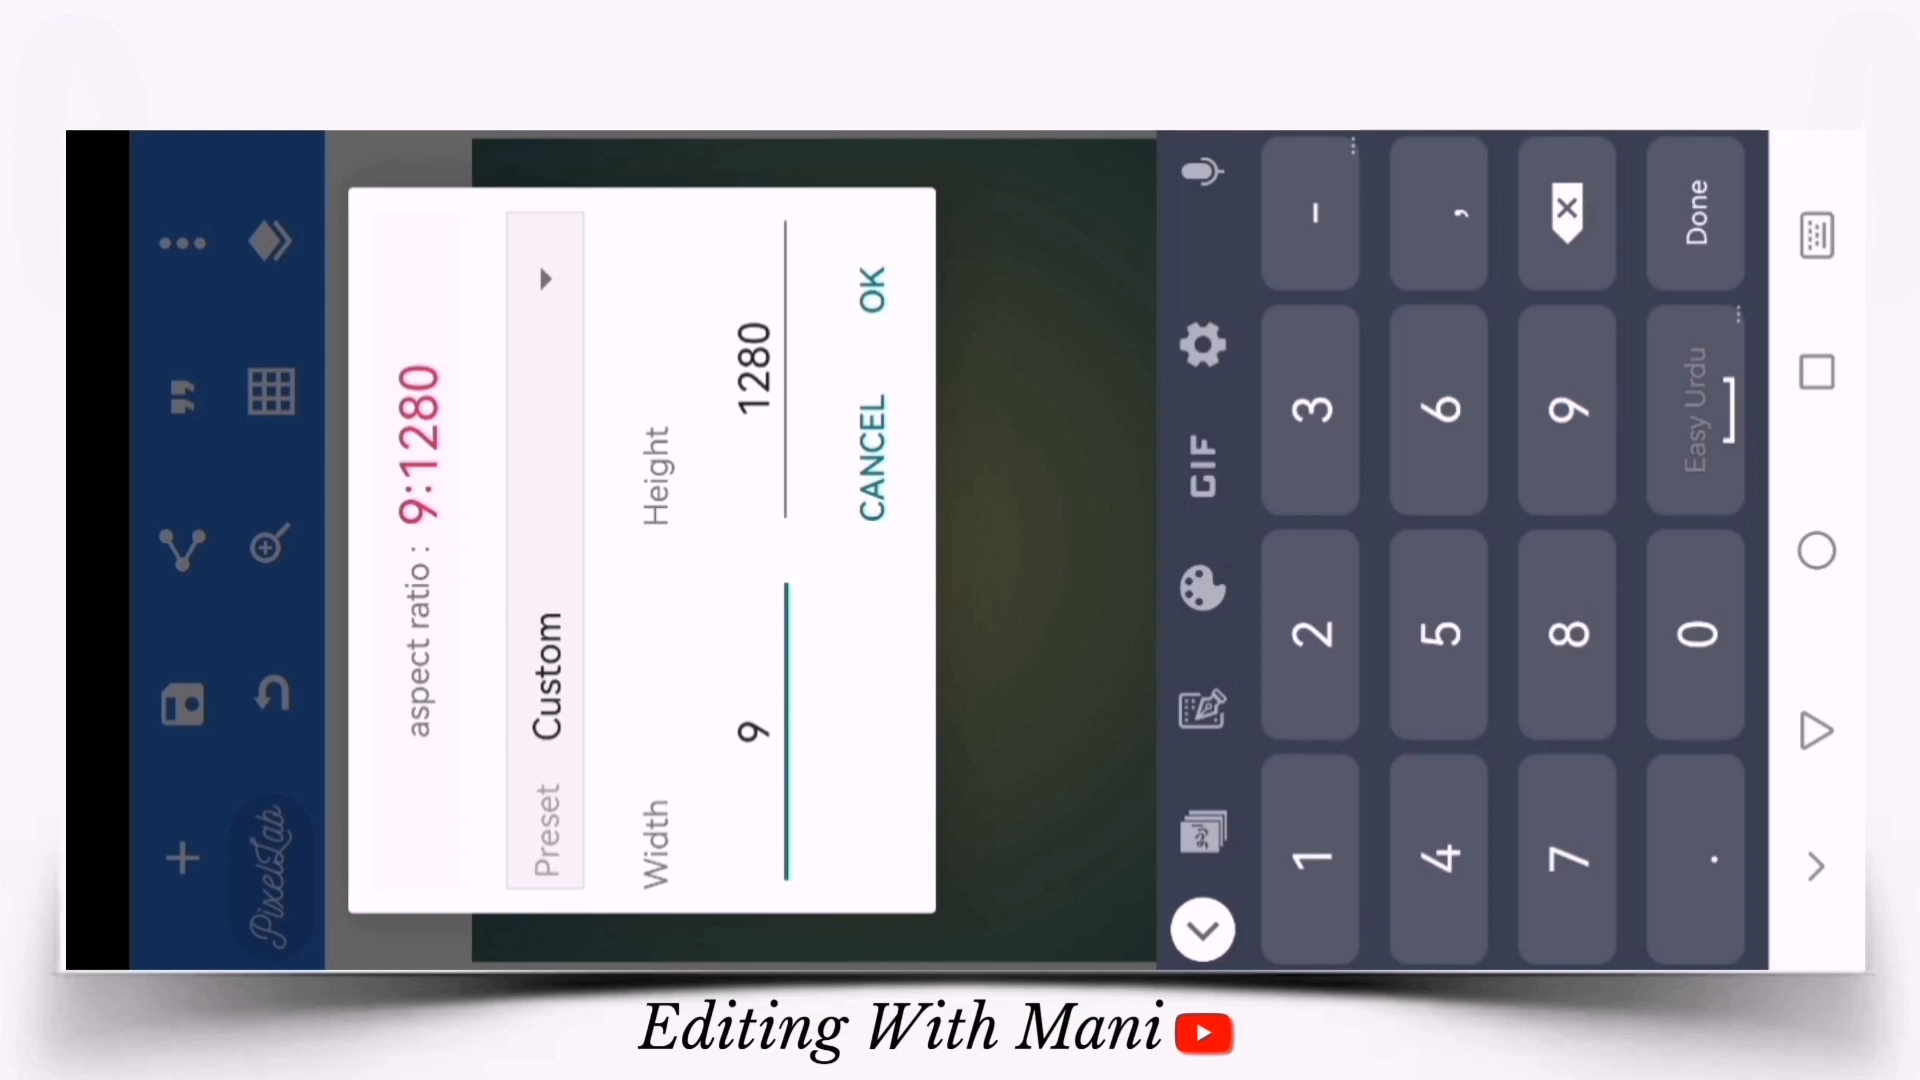 PixelLab
aspect ratio : 9:1280
Preset Custom
Width Height
9 1280
CANCEL OK
اردو
GIF
1 2 3 -
4 5 6 ,
7 8 9
. 0 Easy Urdu Done
Editing With Mani